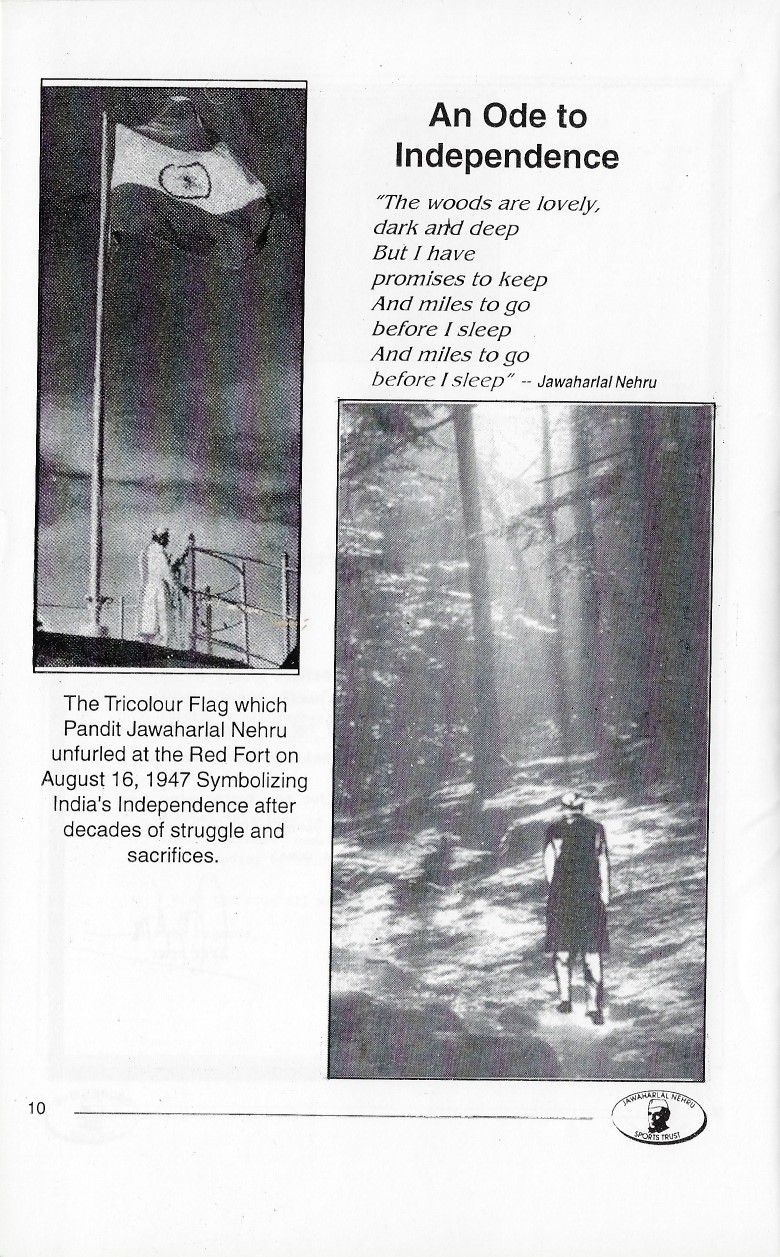 An Ode to
Independence
"The woods are lovely,
dark and deep
But I have
promises to keep
And miles to go
before I sleep
And miles to go
before I sleep" -- Jawaharlal Nehru
The Tricolour Flag which
Pandit Jawaharlal Nehru
unfurled at the Red Fort on
August 16, 1947 Symbolizing
India's Independence after
decades of struggle and
sacrifices.
10
JAWAHARLAL NEHRU
SPORTS TRUST